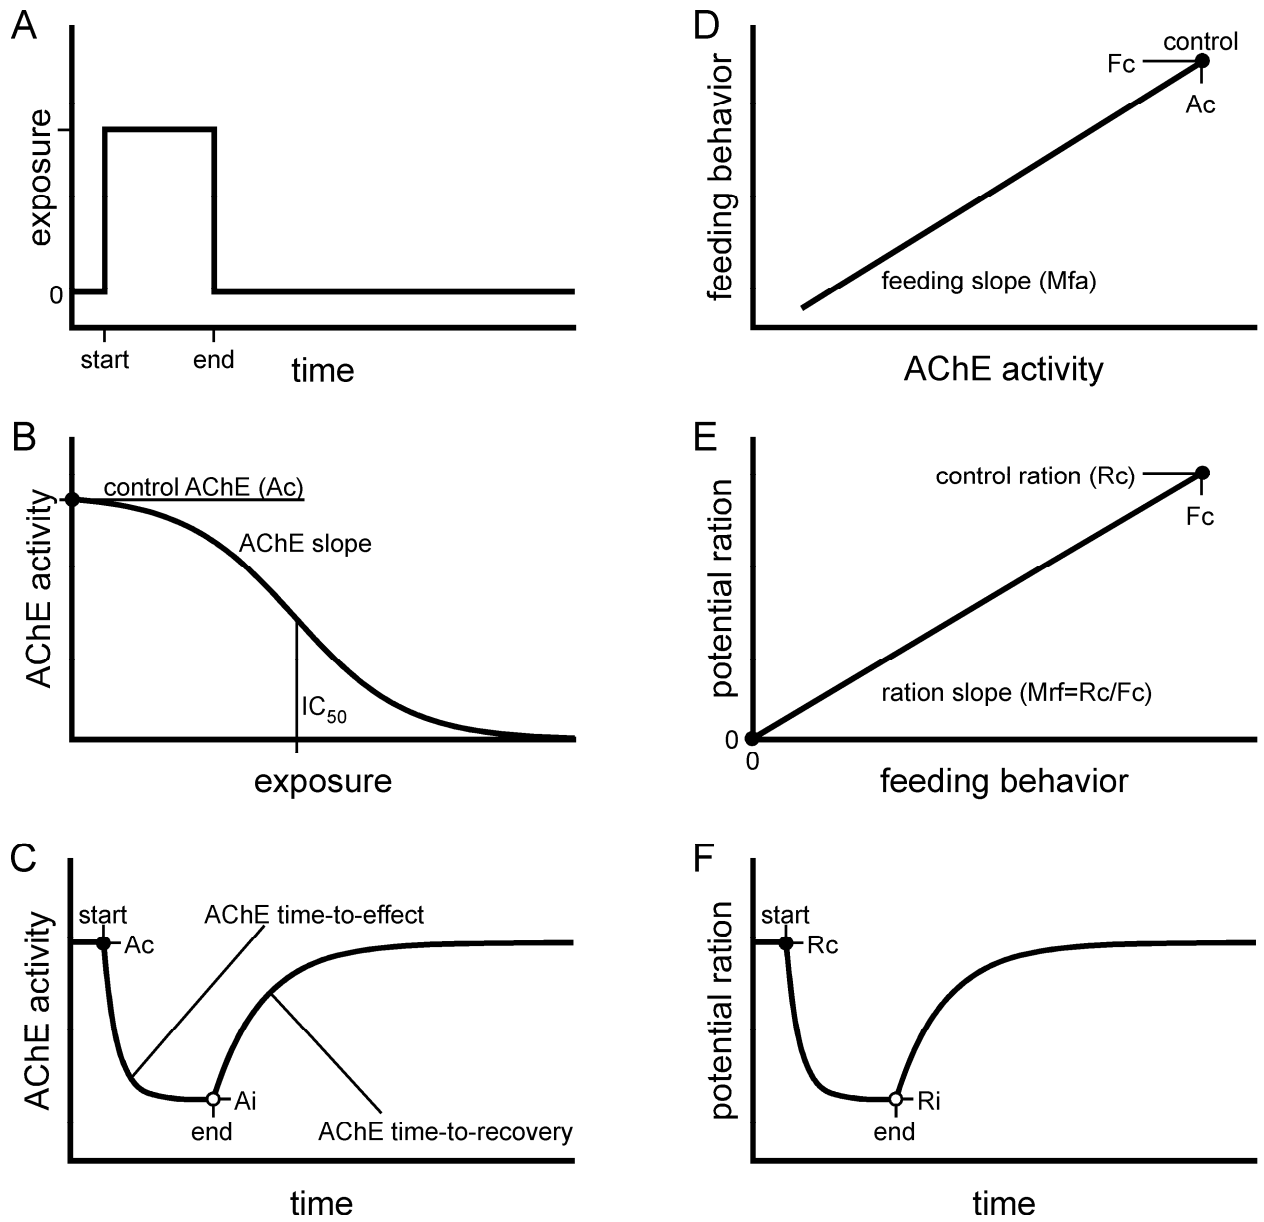 A
exposure
0
start
end
time
B
AChE activity
control AChE (Ac)
AChE slope
IC50
exposure
C
AChE activity
start
Ac
AChE time-to-effect
Ai
end
AChE time-to-recovery
time
D
feeding behavior
control
Fc
Ac
feeding slope (Mfa)
AChE activity
E
potential ration
control ration (Rc)
Fc
ration slope (Mrf=Rc/Fc)
0
0
feeding behavior
F
potential ration
start
Rc
Ri
end
time